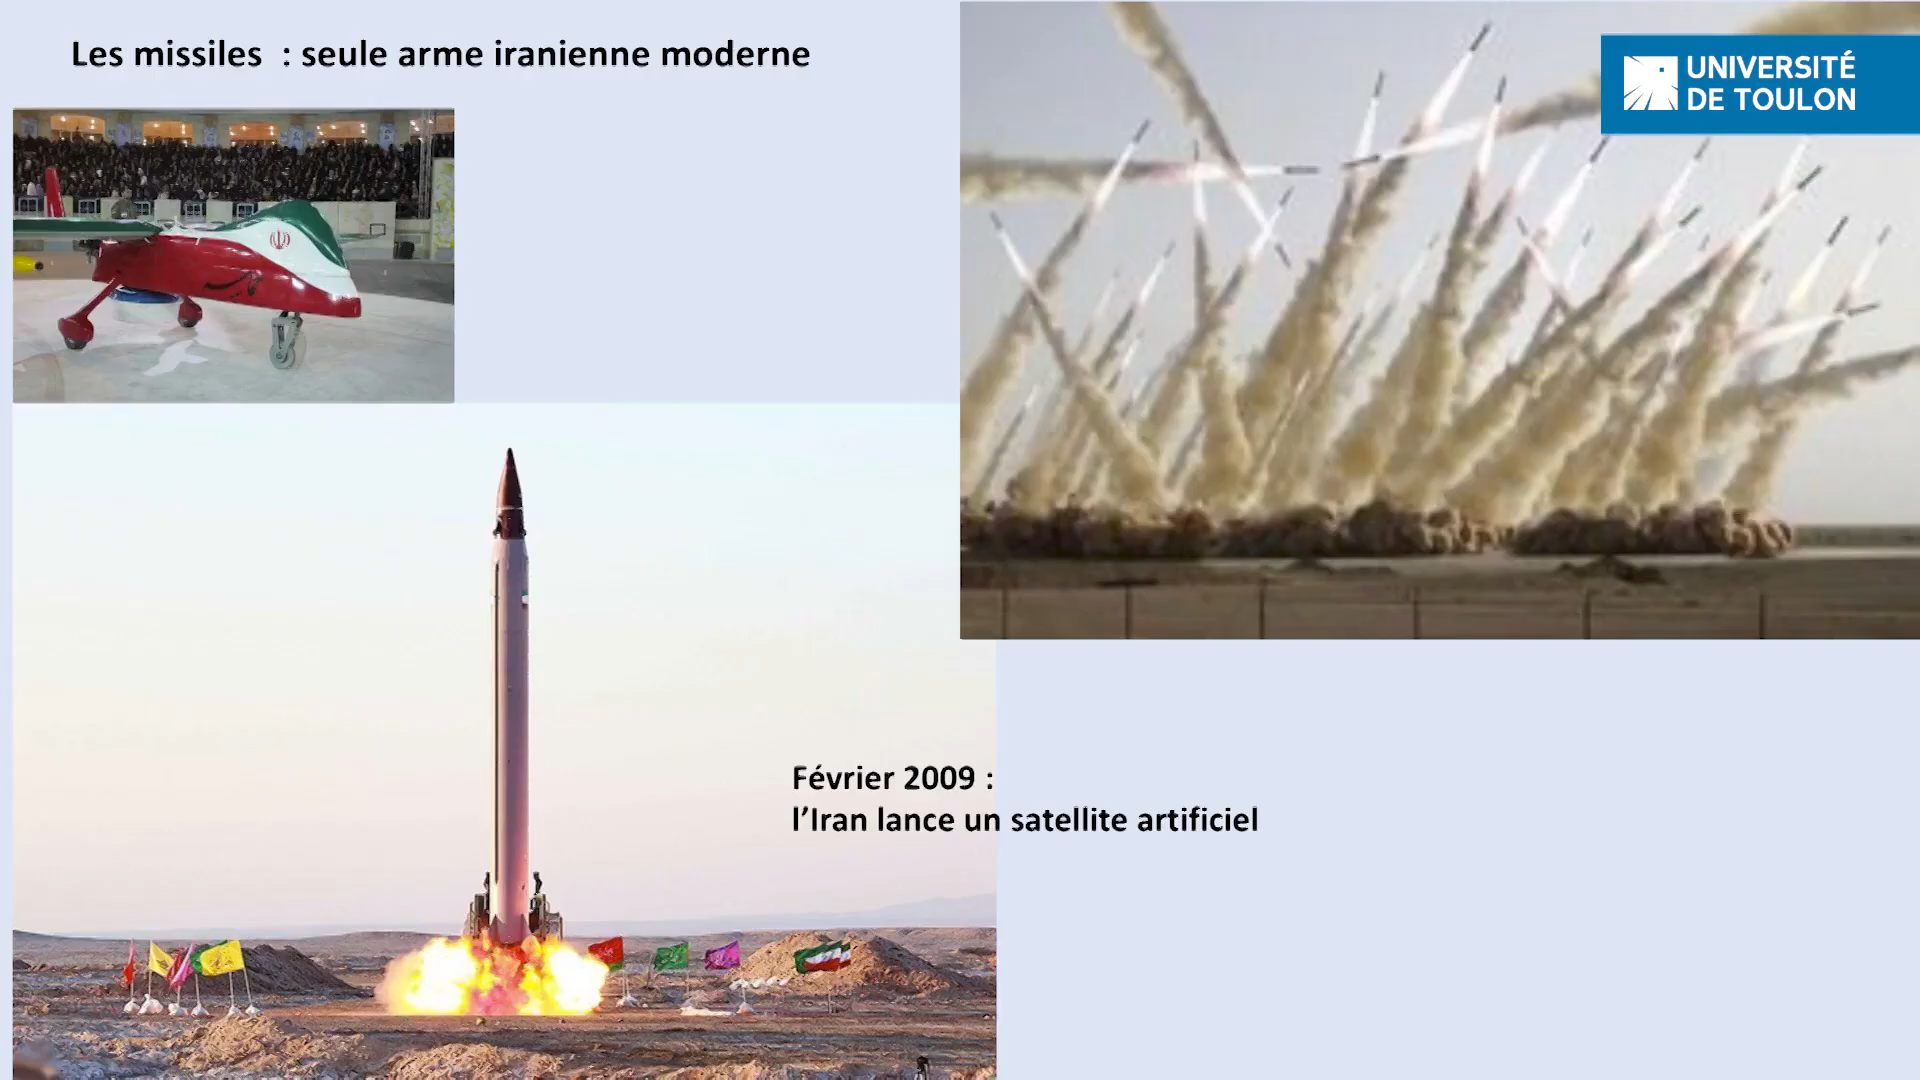 Les missiles : seule arme iranienne moderne
UNIVERSITÉ
DE TOULON
Février 2009 :
l’Iran lance un satellite artificiel